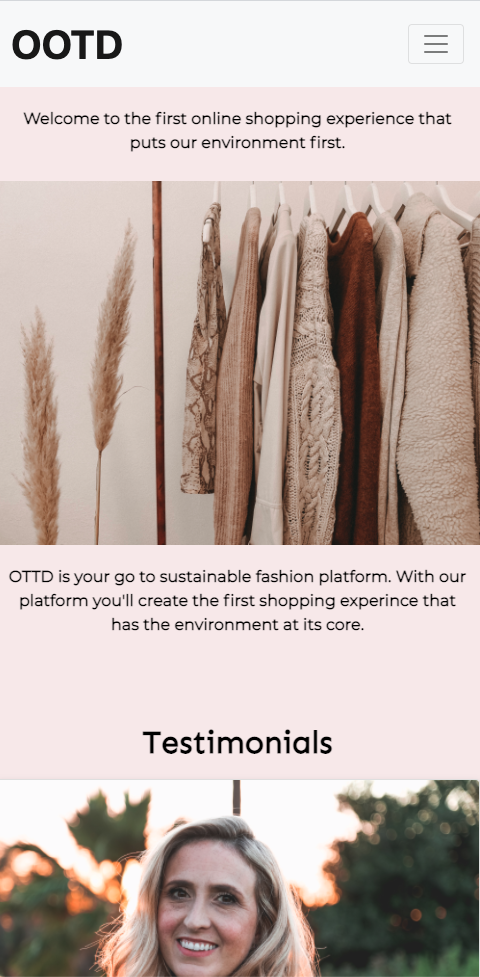 OOTD
Welcome to the first online shopping experience that
puts our environment first.
OTTD is your go to sustainable fashion platform. With our
platform you'll create the first shopping experince that
has the environment at its core.
Testimonials